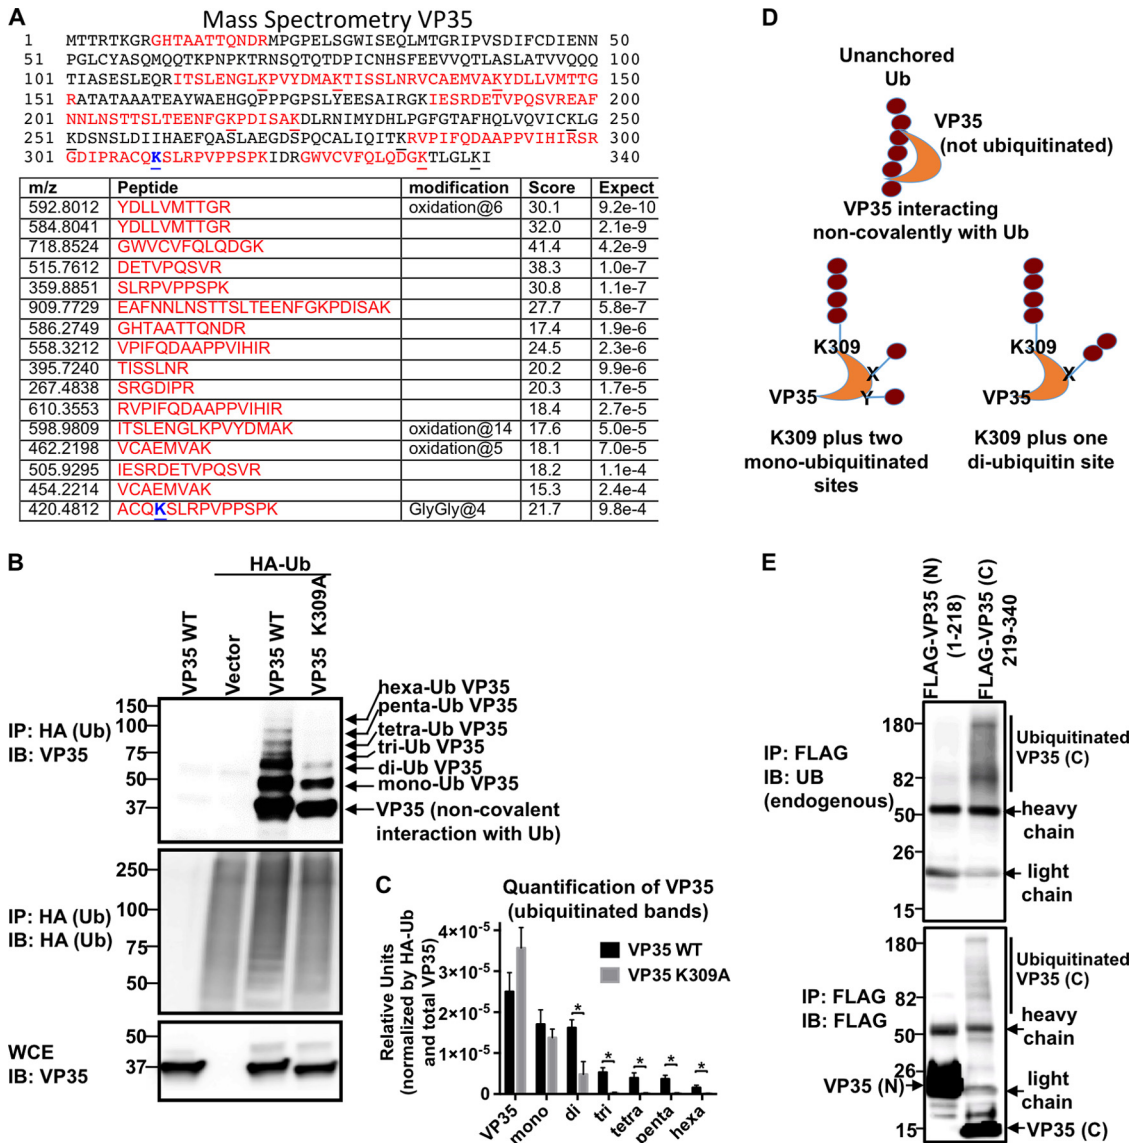 A
Mass Spectrometry VP35
1 MTTRTKGRGHTAATTQNDRMPGPELSGWISEQLMTGRIPVSDIFCDIENN 50
51 PGLCYASQMQQTKPNPKTRNSQTQTDPICNHSFEEVVQTLASLATVVQQQ 100
101 TIASESLEQRITSLENGLKPVYDMAKTISSLNRVCAEMVAKYDLLVMTTG 150
151 RATATAAATEAYWAEHGQPPPGPSLYEESAIRGKIESRDETVPQSVREAF 200
201 NNLNSTTSLTEENFGKPDISAKDLRNIMYDHLPGFGTAFHQLVQVICKLG 250
251 KDSNSLDIIHAEFQASLAEGDSPQCALIQITKRVPIFQDAAPPVIHIRSR 300
301 GDIPRACQKSLRPVPPSPKIDRGWVCVFQLQDGKTLGLKI 340
m/z Peptide modification Score Expect
592.8012 YDLLVMTTGR oxidation@6 30.1 9.2e-10
584.8041 YDLLVMTTGR 32.0 2.1e-9
718.8524 GWVCVFQLQDGK 41.4 4.2e-9
515.7612 DETVPQSVR 38.3 1.0e-7
359.8851 SLRPVPPSPK 30.8 1.1e-7
909.7729 EAFNNLNSTTSLTEENFGKPDISAK 27.7 5.8e-7
586.2749 GHTAATTQNDR 17.4 1.9e-6
558.3212 VPIFQDAAPPVIHIR 24.5 2.3e-6
395.7240 TISSLNR 20.2 9.9e-6
267.4838 SRGDIPR 20.3 1.7e-5
610.3553 RVPIFQDAAPPVIHIR 18.4 2.7e-5
598.9809 ITSLENGLKPVYDMAK oxidation@14 17.6 5.0e-5
462.2198 VCAEMVAK oxidation@5 18.1 7.0e-5
505.9295 IESRDETVPQSVR 18.2 1.1e-4
454.2214 VCAEMVAK 15.3 2.4e-4
420.4812 ACQKSLRPVPPSPK GlyGly@4 21.7 9.8e-4
B
HA-Ub
VP35 WT
Vector
VP35 WT
VP35 K309A
150
100
75
50
37
IP: HA (Ub)
IB: VP35
hexa-Ub VP35
penta-Ub VP35
tetra-Ub VP35
tri-Ub VP35
di-Ub VP35
mono-Ub VP35
VP35 (non-covalent
interaction with Ub)
250
100
75
50
IP: HA (Ub)
IB: HA (Ub)
WCE
IB: VP35
37
C
Quantification of VP35
(ubiquitinated bands)
Relative Units
(normalized by HA-Ub
and total VP35)
4×10-5
3×10-5
2×10-5
1×10-5
0
VP35 WT
VP35 K309A
* * * * *
VP35 mono di tri tetra penta hexa
D
Unanchored
Ub
VP35
(not ubiquitinated)
VP35 interacting
non-covalently with Ub
K309
X
Y
VP35
K309 plus two
mono-ubiquitinated
sites
K309
X
VP35
K309 plus one
di-ubiquitin site
E
FLAG-VP35 (N)
(1-218)
FLAG-VP35 (C)
219-340
IP: FLAG
IB: UB
(endogenous)
180
82
50
26
15
Ubiquitinated
VP35 (C)
heavy
chain
light
chain
IP: FLAG
IB: FLAG
180
82
50
26
15
VP35 (N)
Ubiquitinated
VP35 (C)
heavy
chain
light
chain
VP35 (C)